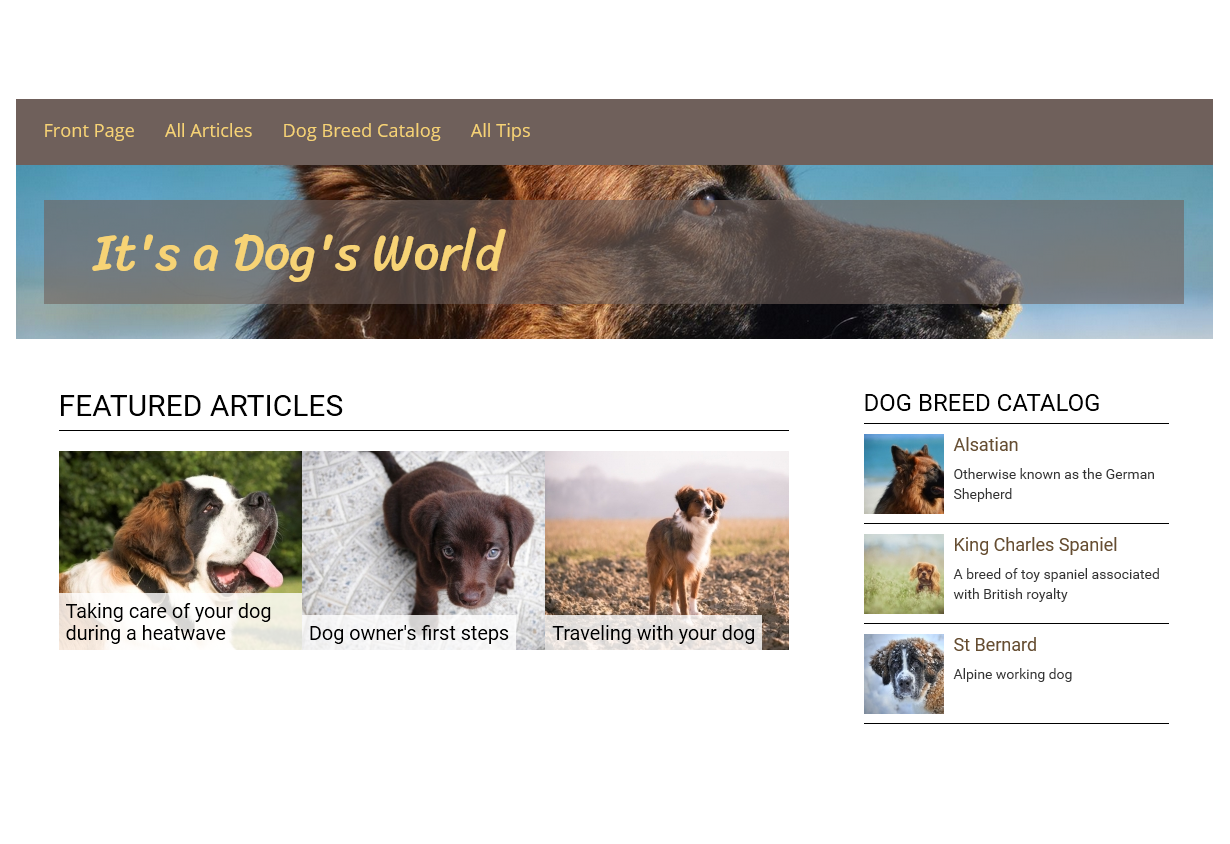 Front Page All Articles Dog Breed Catalog All Tips
It's a Dog's World
FEATURED ARTICLES
Taking care of your dog
during a heatwave
Dog owner's first steps
Traveling with your dog
DOG BREED CATALOG
Alsatian
Otherwise known as the German
Shepherd
King Charles Spaniel
A breed of toy spaniel associated
with British royalty
St Bernard
Alpine working dog